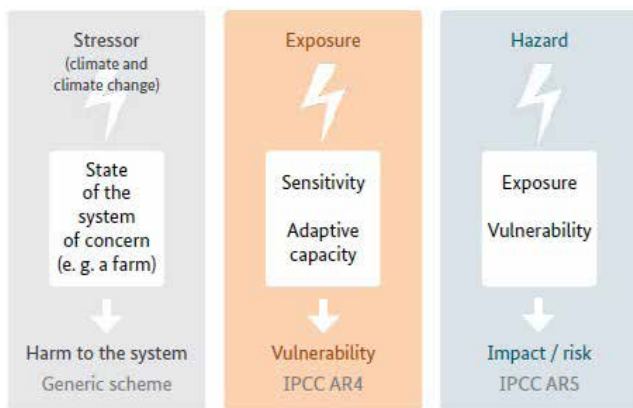 Stressor
(climate and
climate change)
State
of the
system
of concern
(e. g. a farm)
Harm to the system
Generic scheme
Exposure
Sensitivity
Adaptive
capacity
Vulnerability
IPCC AR4
Hazard
Exposure
Vulnerability
Impact / risk
IPCC AR5